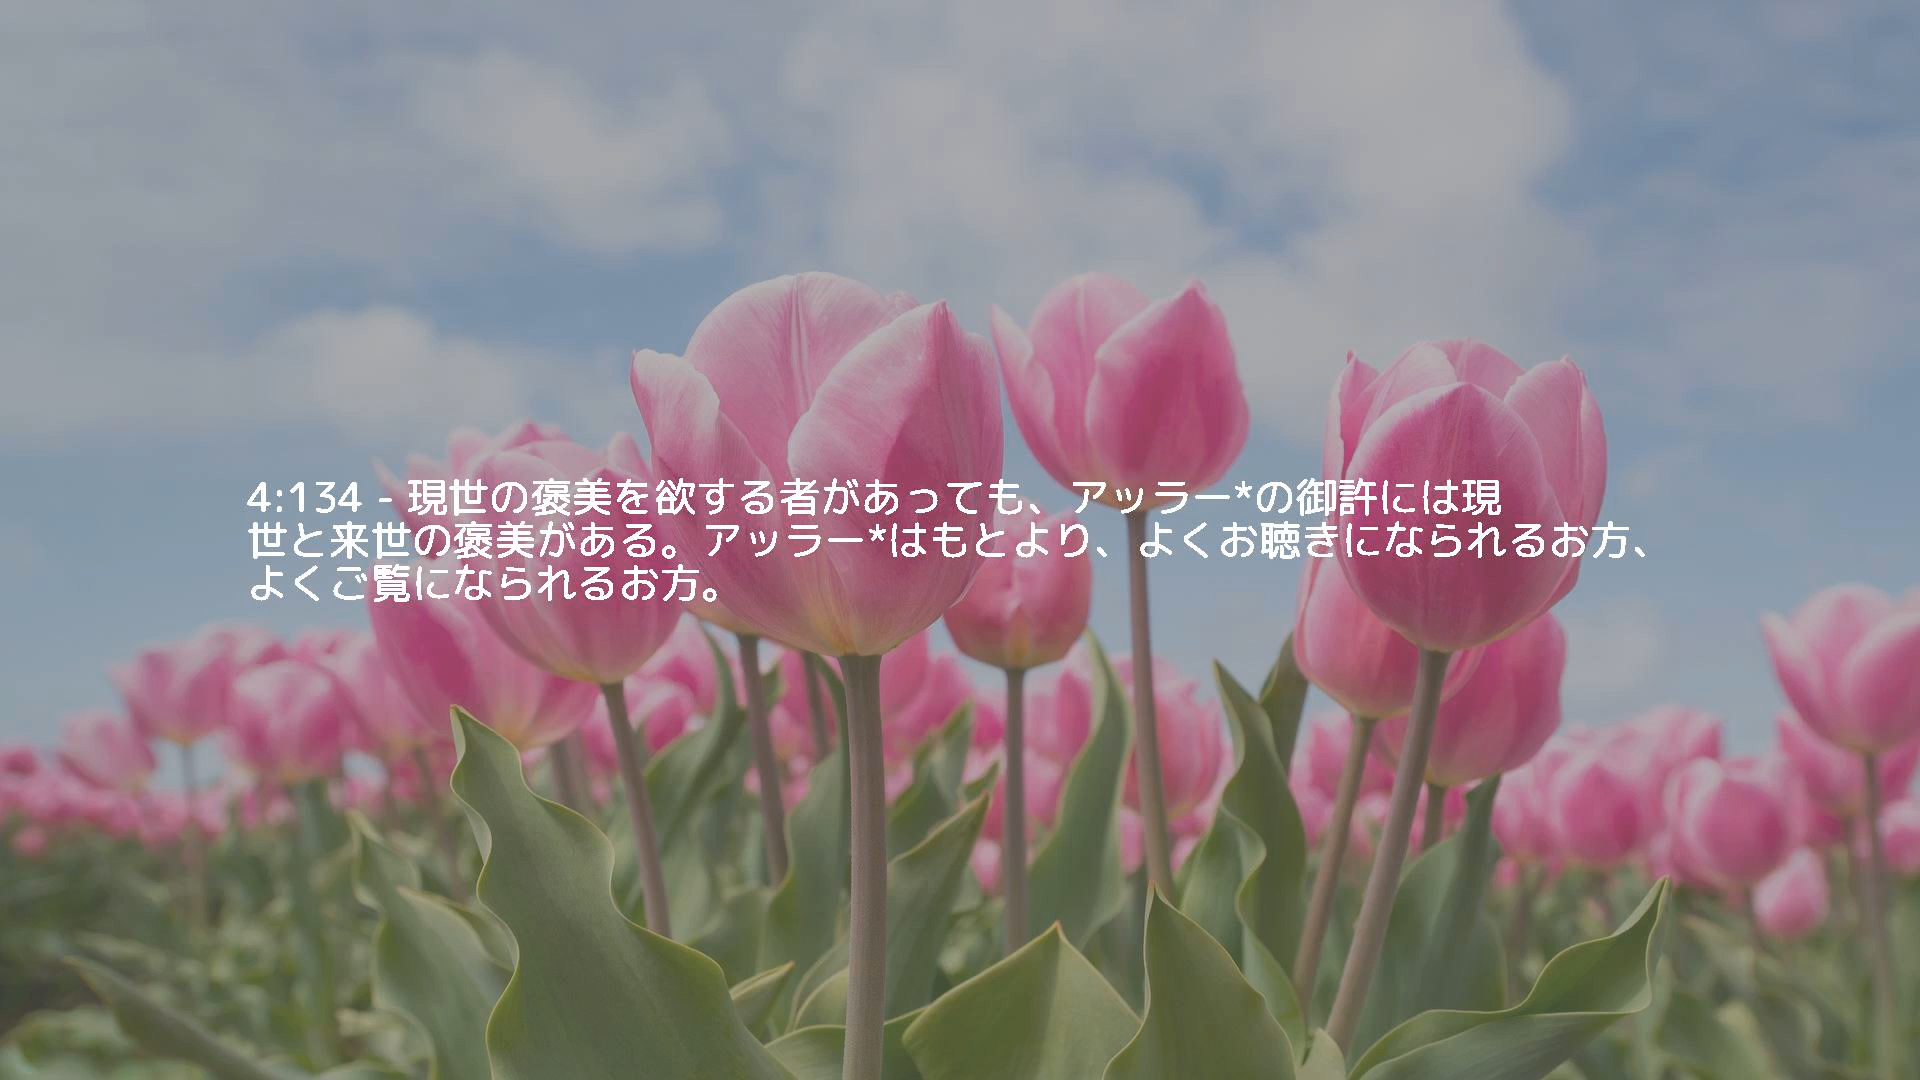 4:134 - 現世の褒美を欲する者があっても、アッラー*の御許には現
世と来世の褒美がある。アッラー*はもとより、よくお聴きになられるお方、
よくご覧になられるお方。